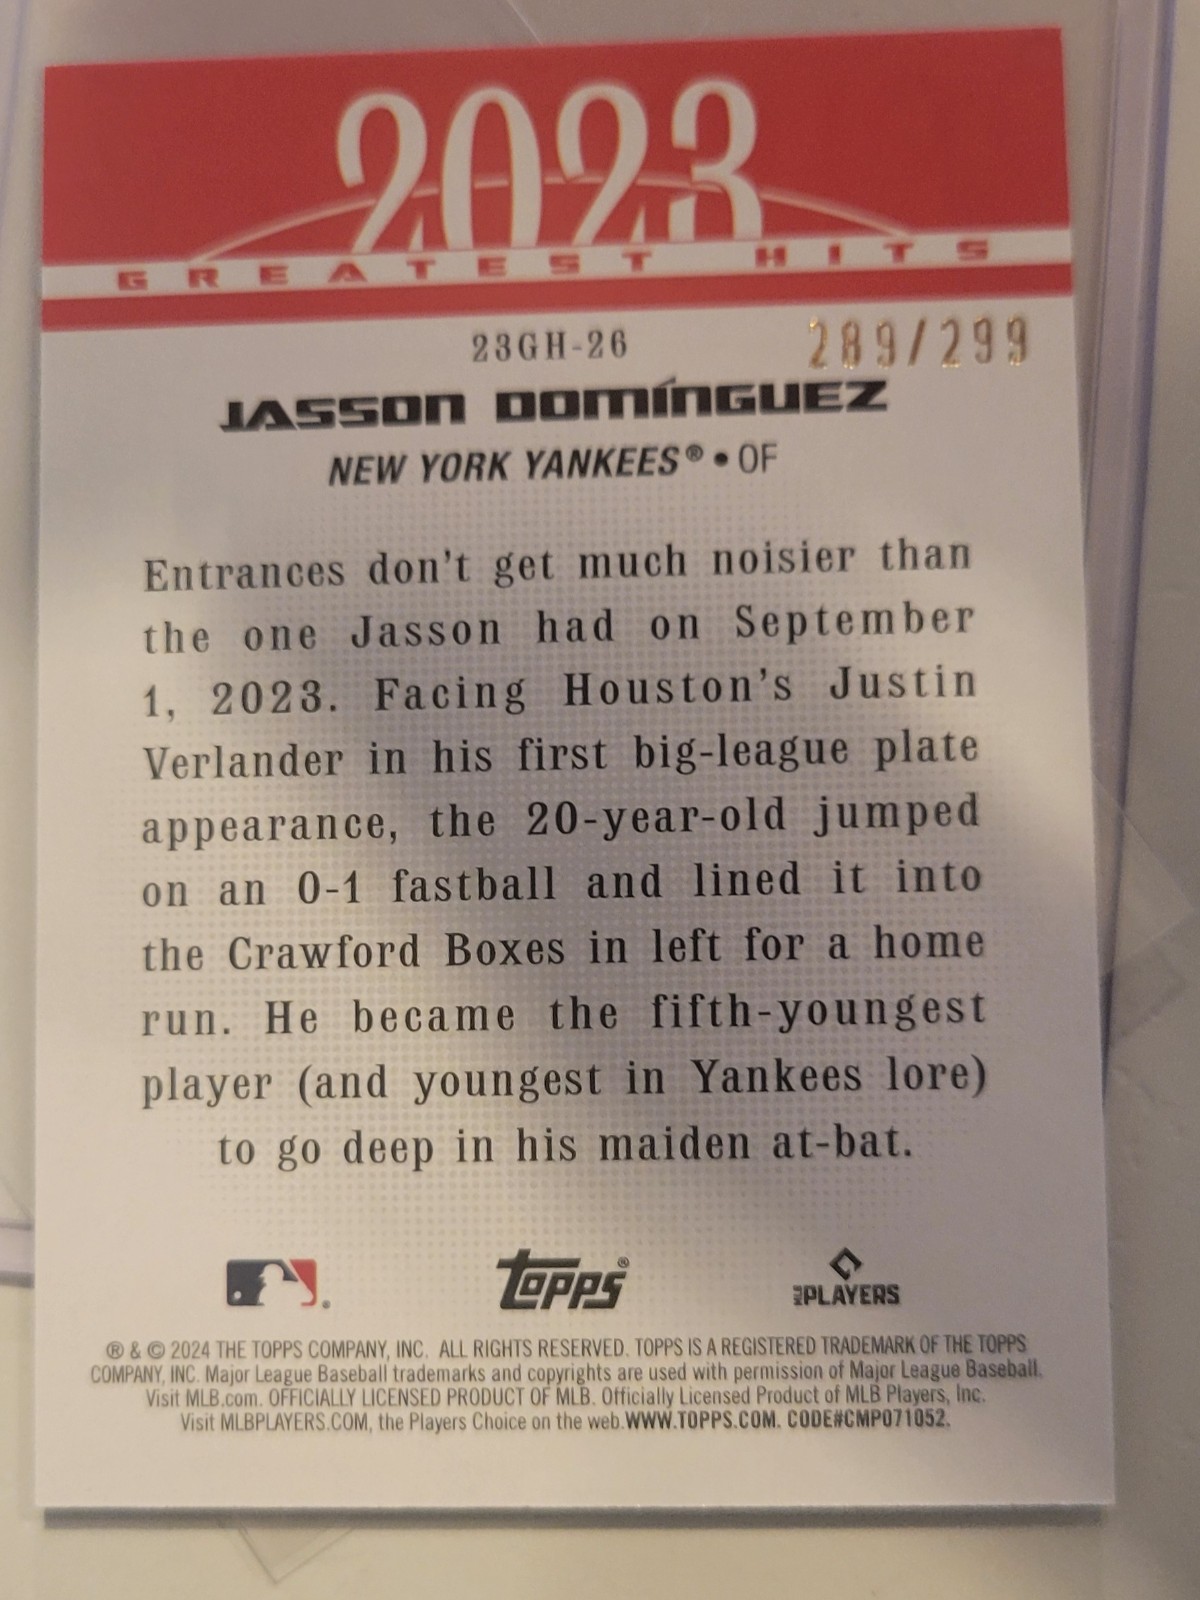 2023
GREATEST HITS
23GH-26
289/299
JASSON DOMÍNGUEZ
NEW YORK YANKEES® • OF
Entrances don't get much noisier than
the one Jasson had on September
1, 2023. Facing Houston's Justin
Verlander in his first big-league plate
appearance, the 20-year-old jumped
on an 0-1 fastball and lined it into
the Crawford Boxes in left for a home
run. He became the fifth-youngest
player (and youngest in Yankees lore)
to go deep in his maiden at-bat.
topps®
MLB PLAYERS
® & © 2024 THE TOPPS COMPANY, INC. ALL RIGHTS RESERVED. TOPPS IS A REGISTERED TRADEMARK OF THE TOPPS
COMPANY, INC. Major League Baseball trademarks and copyrights are used with permission of Major League Baseball.
Visit MLB.com. OFFICIALLY LICENSED PRODUCT OF MLB. Officially Licensed Product of MLB Players, Inc.
Visit MLBPLAYERS.COM, the Players Choice on the web.WWW.TOPPS.COM. CODE#CMP071052.